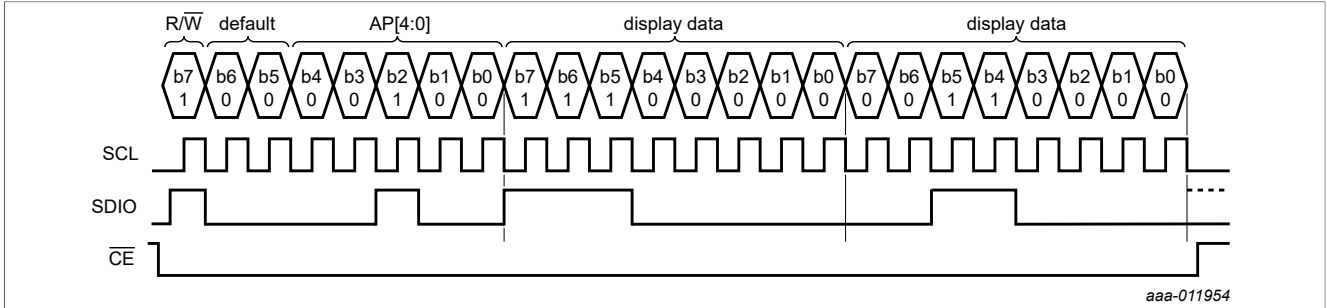 R/W default AP[4:0] display data display data
b7 b6 b5 b4 b3 b2 b1 b0 b7 b6 b5 b4 b3 b2 b1 b0 b7 b6 b5 b4 b3 b2 b1 b0
1 0 0 0 0 1 0 0 1 1 1 0 0 0 0 0 0 0 1 1 0 0 0 0
SCL
SDIO
CE
aaa-011954